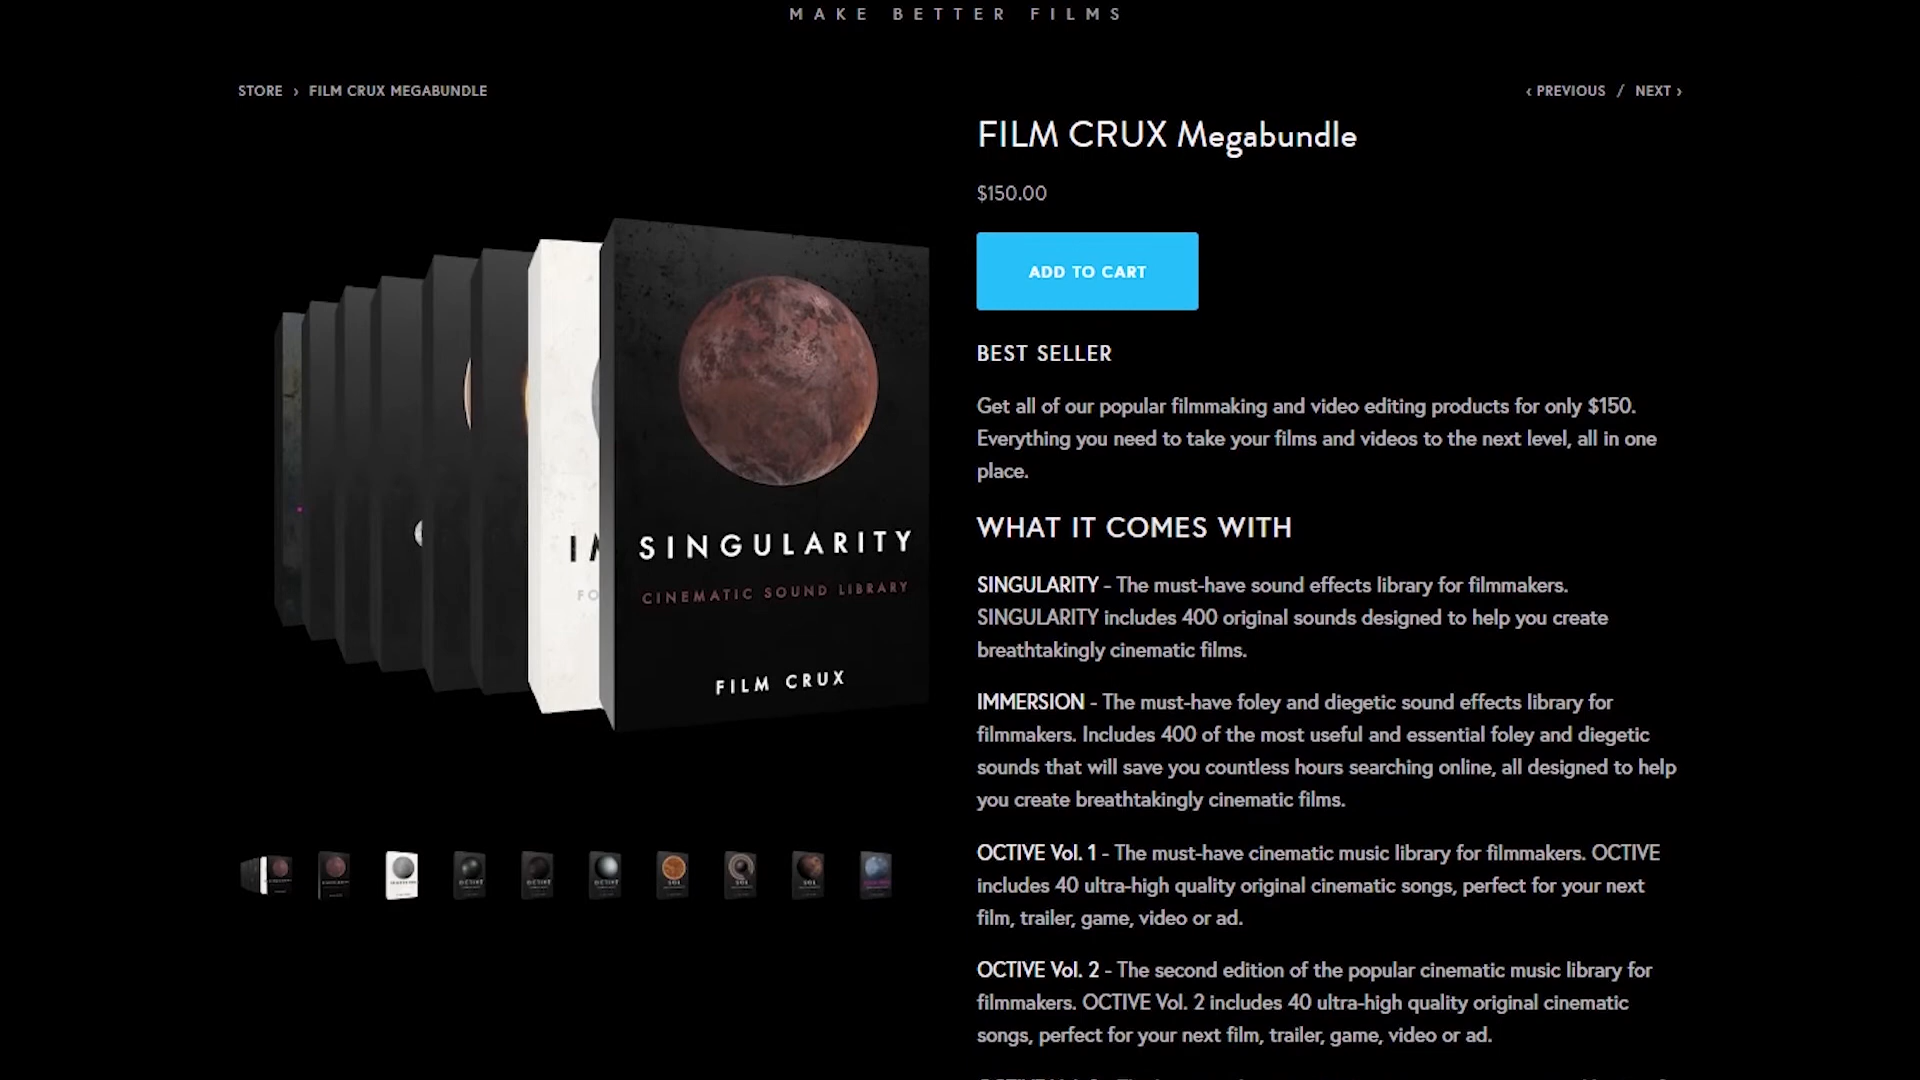 MAKE BETTER FILMS
STORE › FILM CRUX MEGABUNDLE
‹ PREVIOUS / NEXT ›
FILM CRUX Megabundle
$150.00
ADD TO CART
BEST SELLER
Get all of our popular filmmaking and video editing products for only $150.
Everything you need to take your films and videos to the next level, all in one
place.
WHAT IT COMES WITH
SINGULARITY - The must-have sound effects library for filmmakers.
SINGULARITY includes 400 original sounds designed to help you create
breathtakingly cinematic films.
IMMERSION - The must-have foley and diegetic sound effects library for
filmmakers. Includes 400 of the most useful and essential foley and diegetic
sounds that will save you countless hours searching online, all designed to help
you create breathtakingly cinematic films.
OCTIVE Vol. 1 - The must-have cinematic music library for filmmakers. OCTIVE
includes 40 ultra-high quality original cinematic songs, perfect for your next
film, trailer, game, video or ad.
OCTIVE Vol. 2 - The second edition of the popular cinematic music library for
filmmakers. OCTIVE Vol. 2 includes 40 ultra-high quality original cinematic
songs, perfect for your next film, trailer, game, video or ad.
SINGULARITY
CINEMATIC SOUND LIBRARY
FILM CRUX
IM
FO